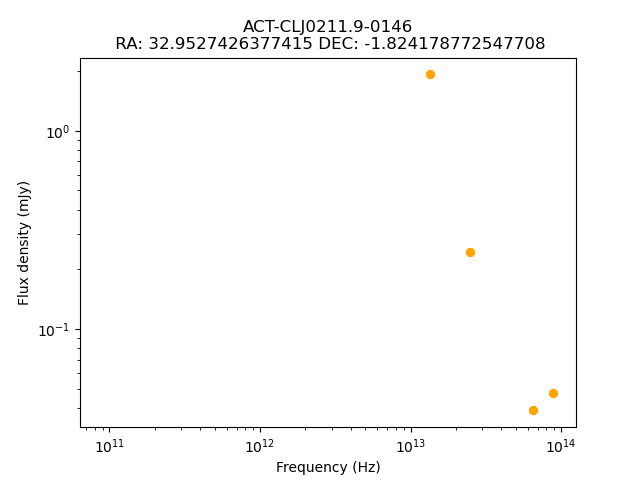 ACT-CLJ0211.9-0146
RA: 32.9527426377415 DEC: -1.824178772547708
10⁰
10⁻¹
Flux density (mJy)
10¹¹ 10¹² 10¹³ 10¹⁴
Frequency (Hz)